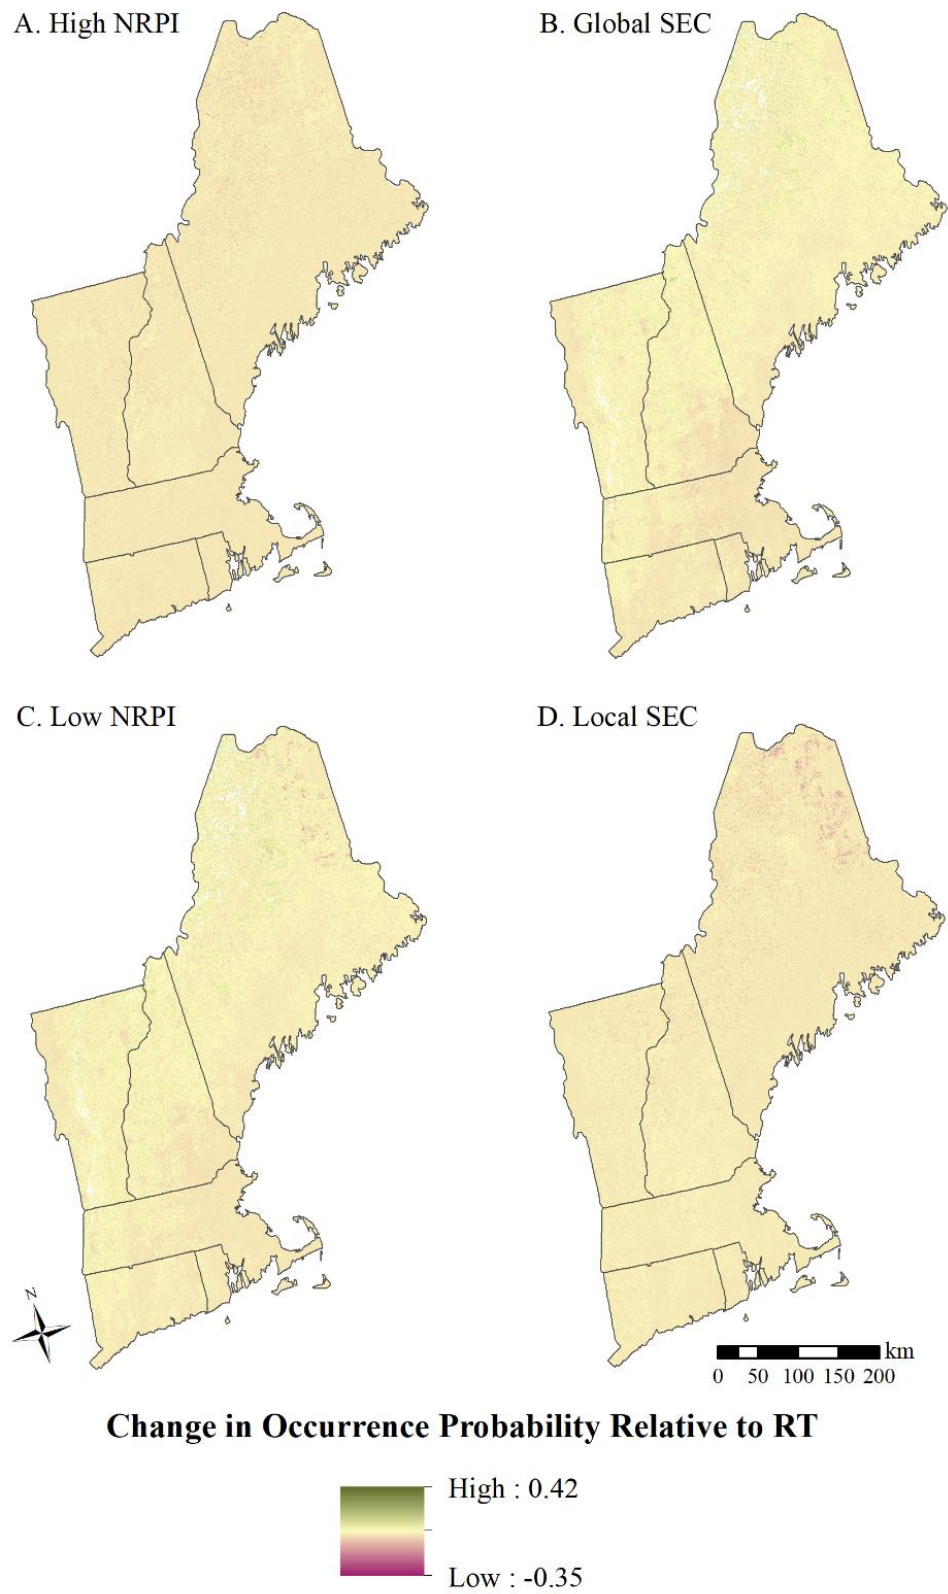 A. High NRPI
B. Global SEC
C. Low NRPI
D. Local SEC
N
km
0 50 100 150 200
Change in Occurrence Probability Relative to RT
High : 0.42
Low : -0.35